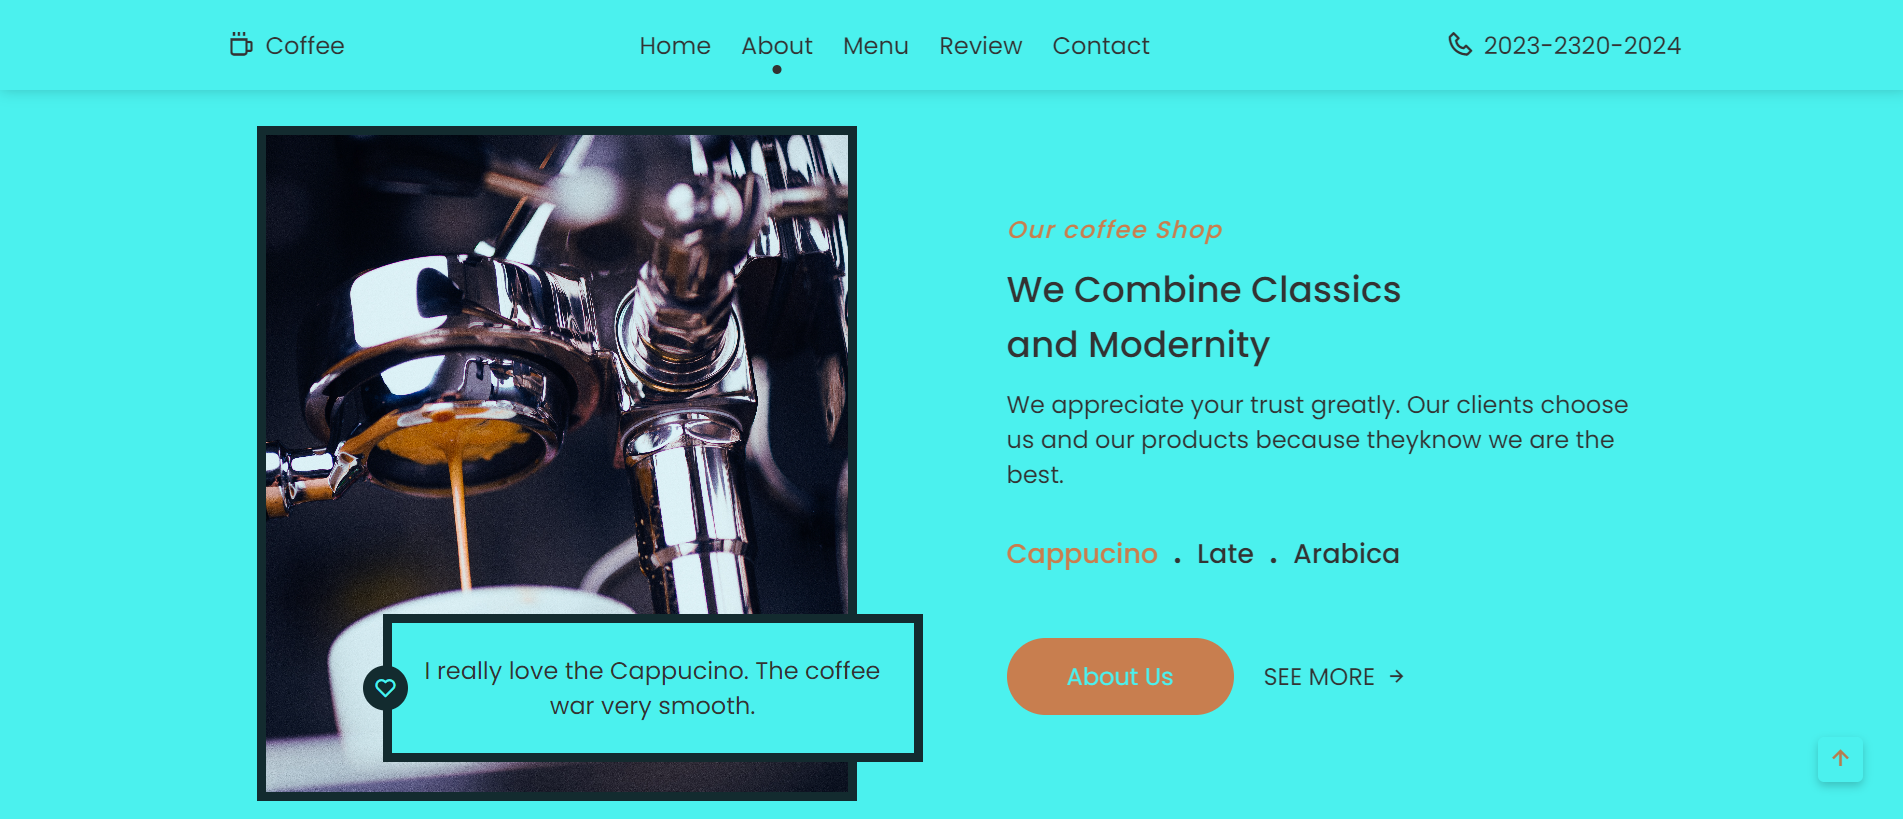 Coffee
Home About Menu Review Contact
2023-2320-2024
Our coffee Shop
We Combine Classics
and Modernity
We appreciate your trust greatly. Our clients choose
us and our products because theyknow we are the
best.
Cappucino . Late . Arabica
About Us
SEE MORE →
I really love the Cappucino. The coffee
war very smooth.